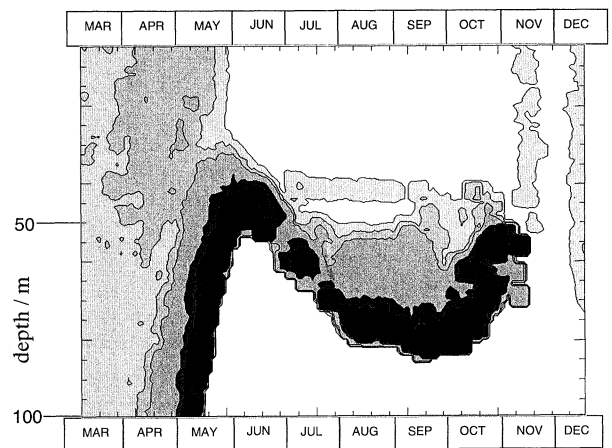 MAR APR MAY JUN JUL AUG SEP OCT NOV DEC
50
depth / m
100
MAR APR MAY JUN JUL AUG SEP OCT NOV DEC